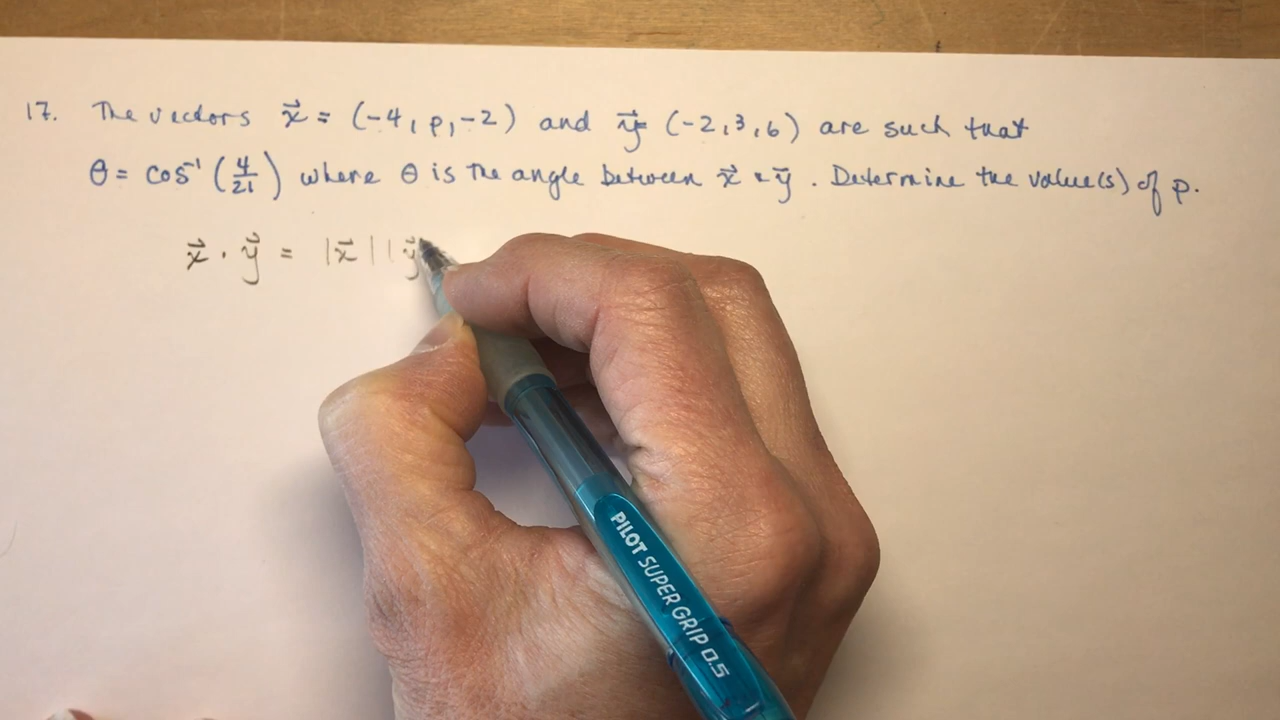 17. The vectors x⃗ = (-4, p, -2) and y⃗ = (-2, 3, 6) are such that
θ = cos⁻¹ (4/21) where θ is the angle between x⃗ & y⃗. Determine the value(s) of p.
x⃗ · y⃗ = |x⃗| |y⃗
PILOT SUPER GRIP 0.5